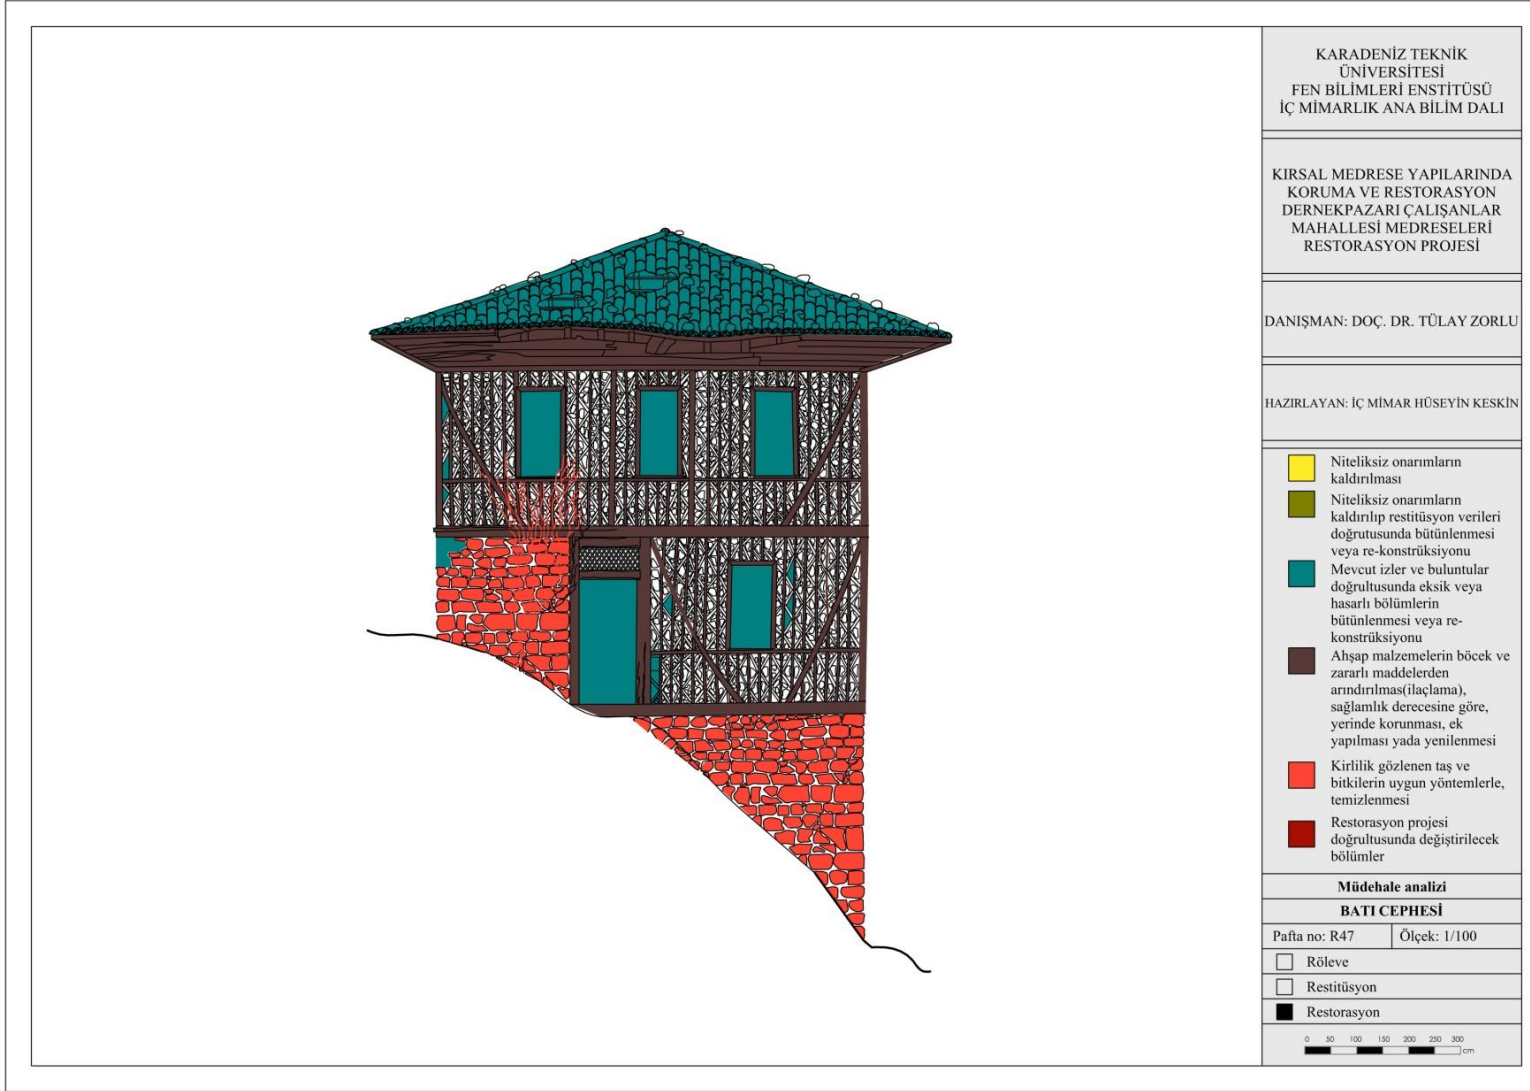 KARADENİZ TEKNİK
ÜNİVERSİTESİ
FEN BİLİMLERİ ENSTİTÜSÜ
İÇ MİMARLIK ANA BİLİM DALI
KIRSAL MEDRESE YAPILARINDA
KORUMA VE RESTORASYON
DERNEKPAZARI ÇALIŞANLAR
MAHALLESİ MEDRESELERİ
RESTORASYON PROJESİ
DANIŞMAN: DOÇ. DR. TÜLAY ZORLU
HAZIRLAYAN: İÇ MİMAR HÜSEYİN KESKİN
Niteliksiz onarımların
kaldırılması
Niteliksiz onarımların
kaldırılıp restitüsyon verileri
doğrutusunda bütünlenmesi
veya re-konstrüksiyonu
Mevcut izler ve buluntular
doğrultusunda eksik veya
hasarlı bölümlerin
bütünlenmesi veya re-
konstrüksiyonu
Ahşap malzemelerin böcek ve
zararlı maddelerden
arındırılmas(ilaçlama),
sağlamlık derecesine göre,
yerinde korunması, ek
yapılması yada yenilenmesi
Kirlilik gözlenen taş ve
bitkilerin uygun yöntemlerle,
temizlenmesi
Restorasyon projesi
doğrultusunda değiştirilecek
bölümler
Müdehale analizi
BATI CEPHESİ
Pafta no: R47 Ölçek: 1/100
Röleve
Restitüsyon
Restorasyon
0 50 100 150 200 250 300
cm